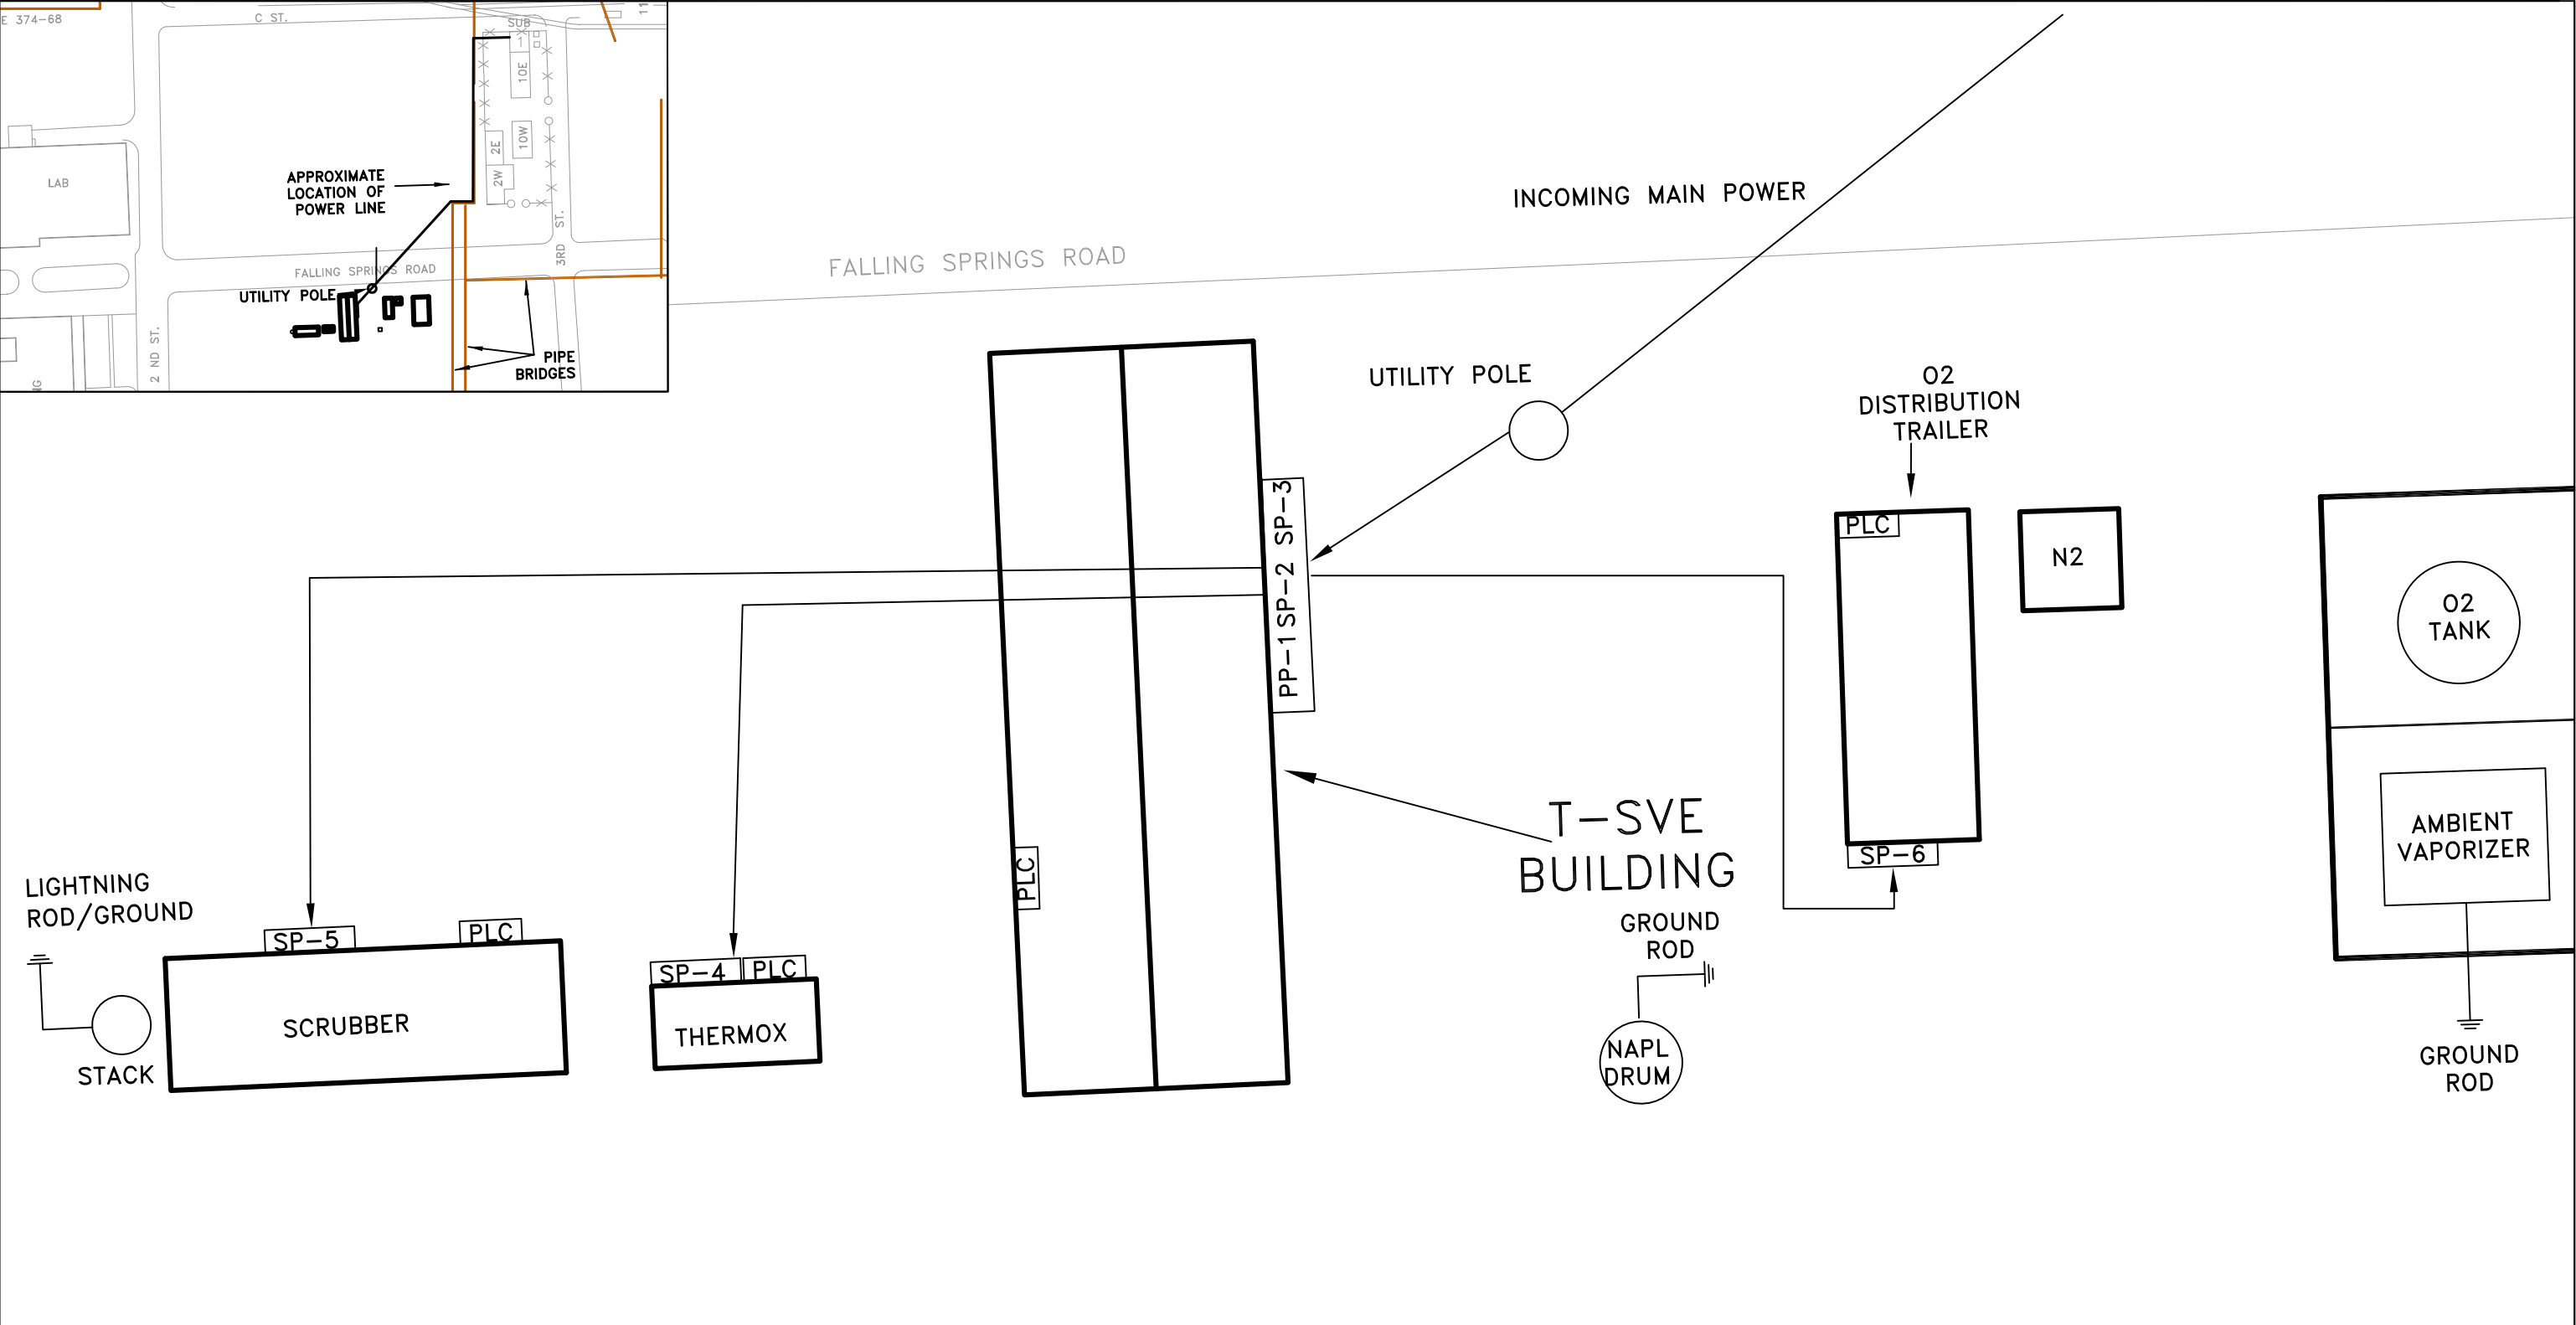 E 374-68
C ST.
SUB
10E
10W
2E
2W
LAB
APPROXIMATE
LOCATION OF
POWER LINE
3RD ST.
FALLING SPRINGS ROAD
UTILITY POLE
2 ND ST.
PIPE
BRIDGES
INCOMING MAIN POWER
FALLING SPRINGS ROAD
UTILITY POLE
O2
DISTRIBUTION
TRAILER
PP-1 SP-2 SP-3
PLC
N2
O2
TANK
T-SVE
BUILDING
AMBIENT
VAPORIZER
SP-6
PLC
LIGHTNING
ROD/GROUND
SP-5
PLC
SP-4
PLC
GROUND
ROD
SCRUBBER
THERMOX
STACK
NAPL
DRUM
GROUND
ROD